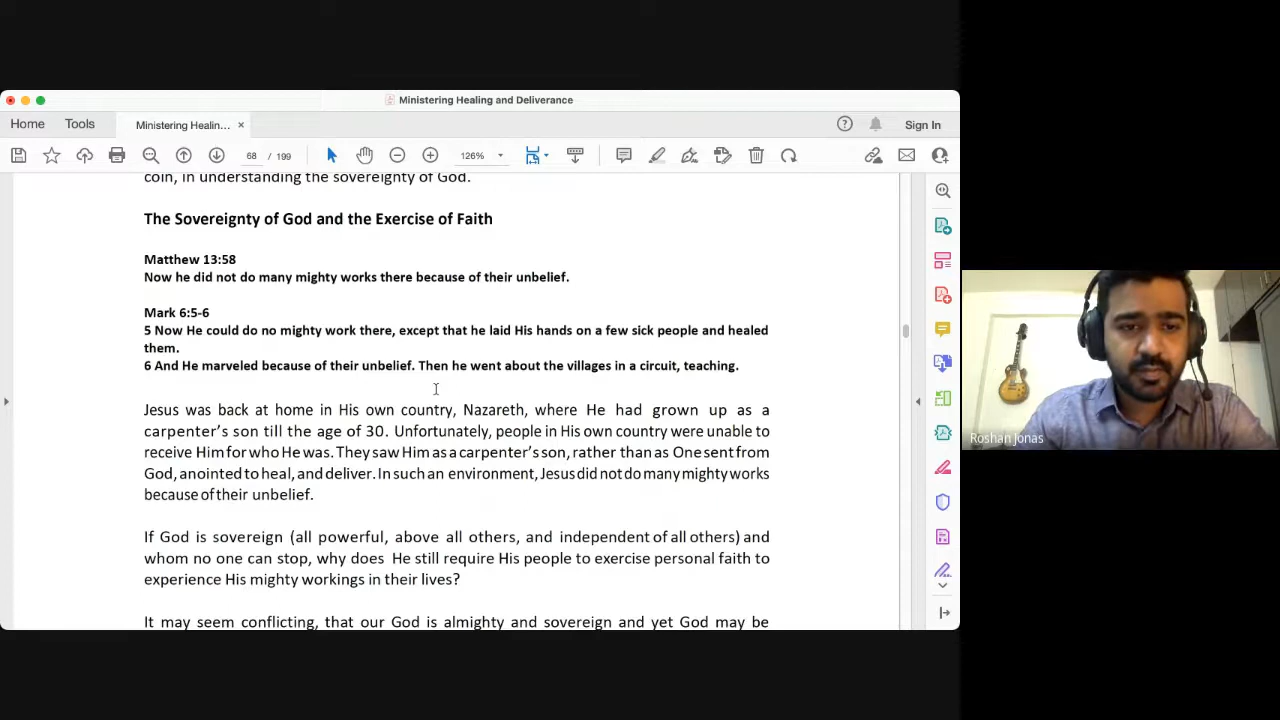 Ministering Healing and Deliverance
Home Tools Ministering Healin... × Sign In
68 / 199 126%
coin, in understanding the sovereignty of God.
The Sovereignty of God and the Exercise of Faith
Matthew 13:58
Now he did not do many mighty works there because of their unbelief.
Mark 6:5-6
5 Now He could do no mighty work there, except that he laid His hands on a few sick people and healed
them.
6 And He marveled because of their unbelief. Then he went about the villages in a circuit, teaching.
Jesus was back at home in His own country, Nazareth, where He had grown up as a
carpenter's son till the age of 30. Unfortunately, people in His own country were unable to
receive Him for who He was. They saw Him as a carpenter's son, rather than as One sent from
God, anointed to heal, and deliver. In such an environment, Jesus did not do many mighty works
because of their unbelief.
If God is sovereign (all powerful, above all others, and independent of all others) and
whom no one can stop, why does He still require His people to exercise personal faith to
experience His mighty workings in their lives?
It may seem conflicting, that our God is almighty and sovereign and yet God may be
Roshan Jonas